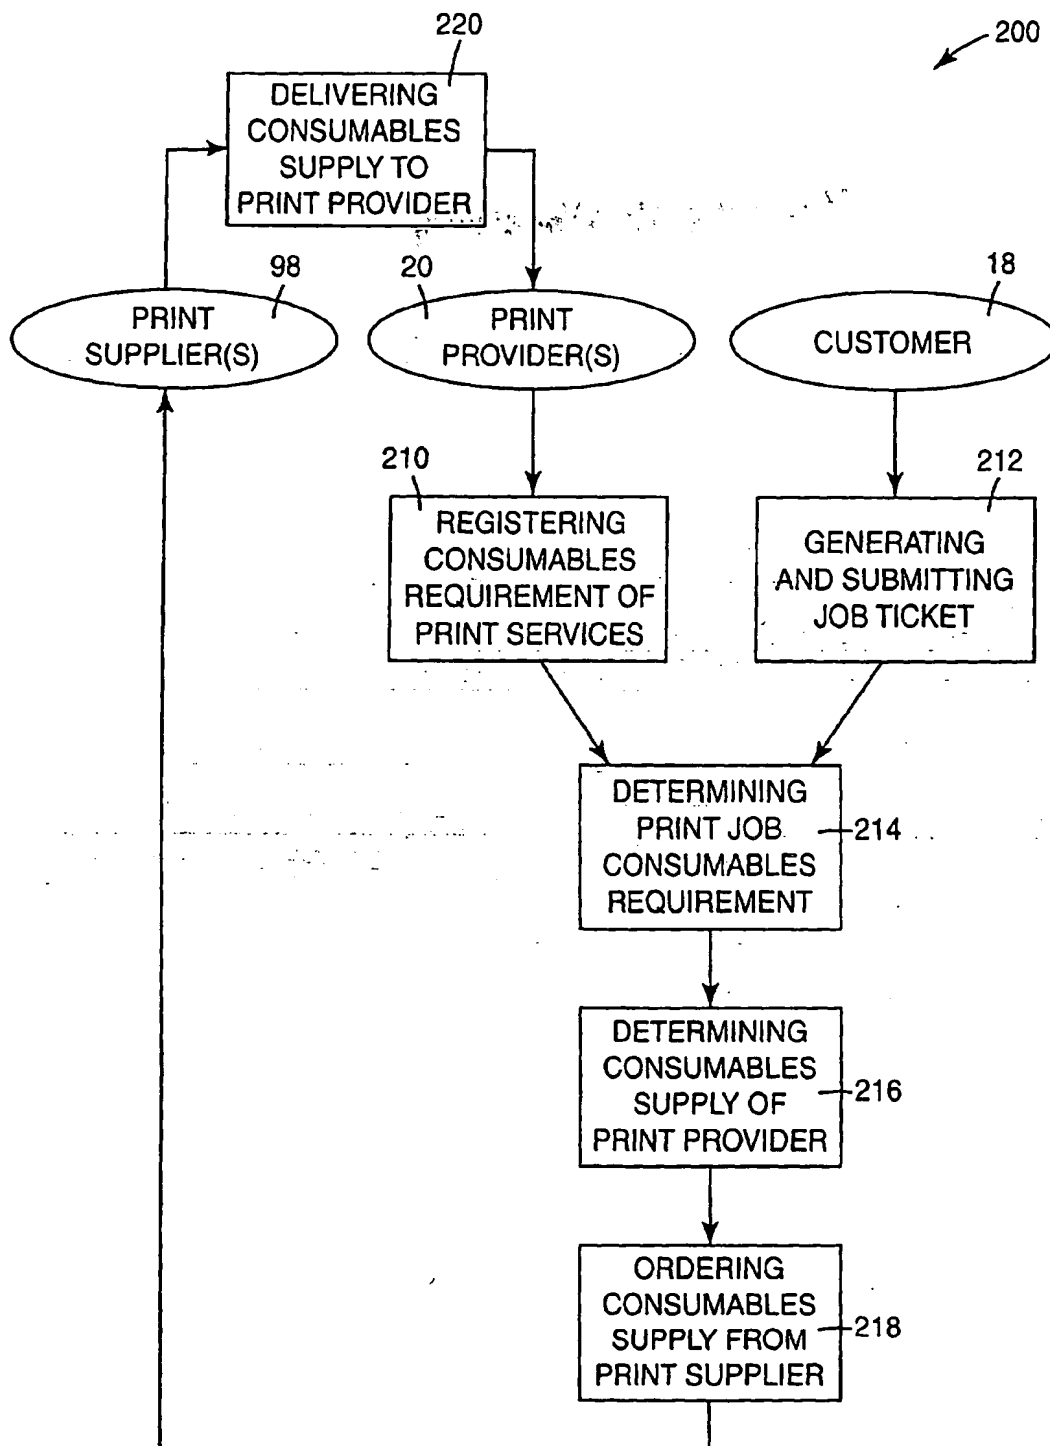 220
200
DELIVERING
CONSUMABLES
SUPPLY TO
PRINT PROVIDER
98
20
18
PRINT
SUPPLIER(S)
PRINT
PROVIDER(S)
CUSTOMER
210
212
REGISTERING
CONSUMABLES
REQUIREMENT OF
PRINT SERVICES
GENERATING
AND SUBMITTING
JOB TICKET
DETERMINING
PRINT JOB
CONSUMABLES
REQUIREMENT
214
DETERMINING
CONSUMABLES
SUPPLY OF
PRINT PROVIDER
216
ORDERING
CONSUMABLES
SUPPLY FROM
PRINT SUPPLIER
218